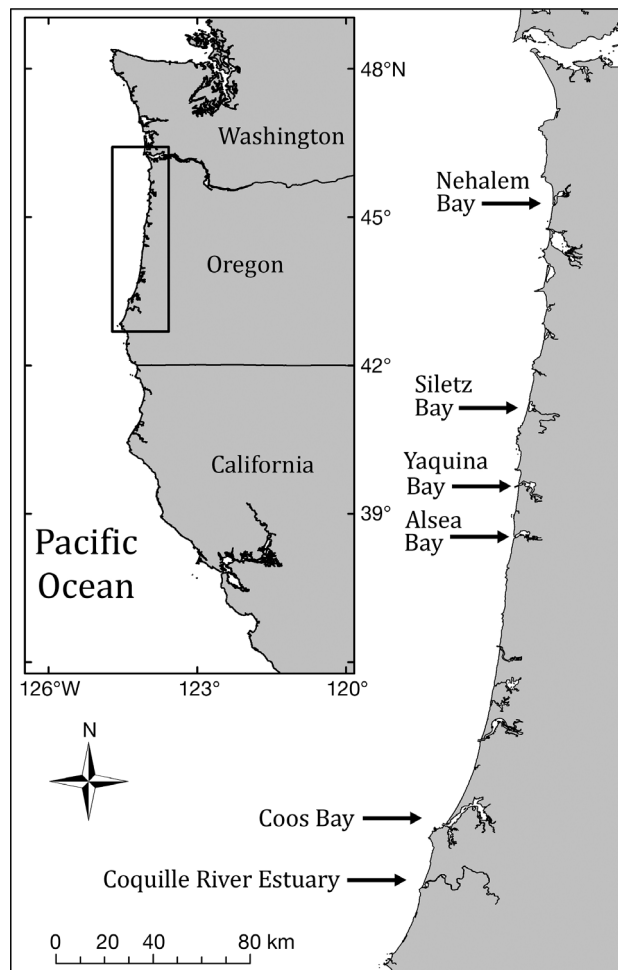 48°N
Washington
Nehalem
Bay
45°
Oregon
42°
Siletz
Bay
California
Yaquina
Bay
39°
Alsea
Bay
Pacific
Ocean
126°W
123°
120°
N
Coos Bay
Coquille River Estuary
0 20 40 80 km